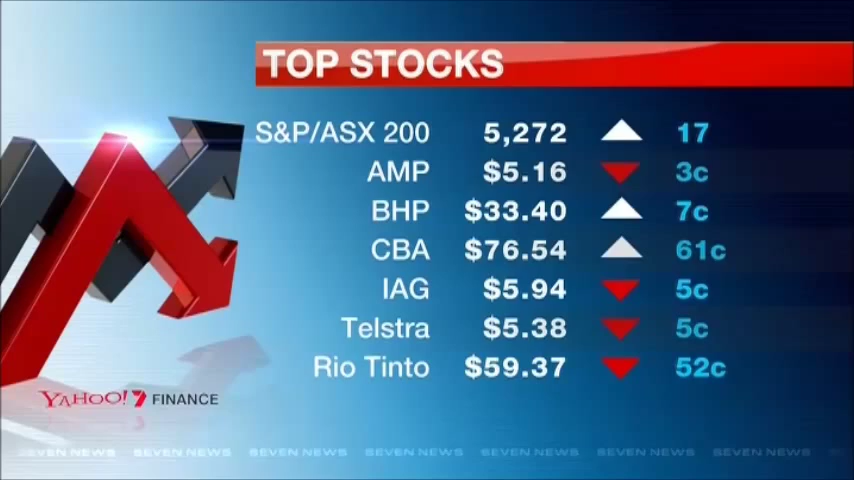 TOP STOCKS
S&P/ASX 200 5,272 17
AMP $5.16 3c
BHP $33.40 7c
CBA $76.54 61c
IAG $5.94 5c
Telstra $5.38 5c
Rio Tinto $59.37 52c
YAHOO!7 FINANCE
SEVEN NEWS SEVEN NEWS SEVEN NEWS SEVEN NEWS SEVEN NEWS SEVEN NEWS SEVEN NEWS